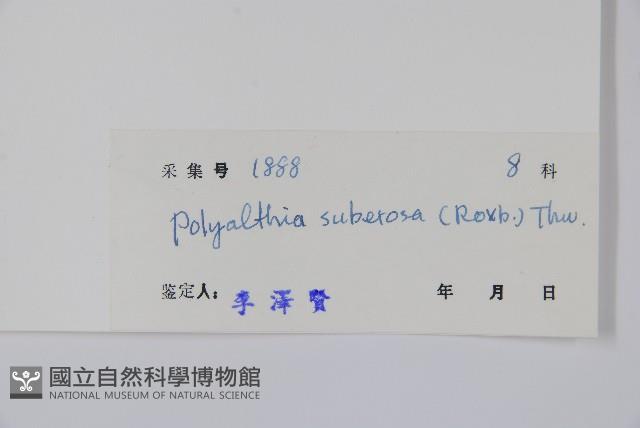 采集号 1888 8 科
Polyalthia suberosa (Roxb.) Thw.
鉴定人: 李泽賢 年 月 日
國立自然科學博物館
NATIONAL MUSEUM OF NATURAL SCIENCE